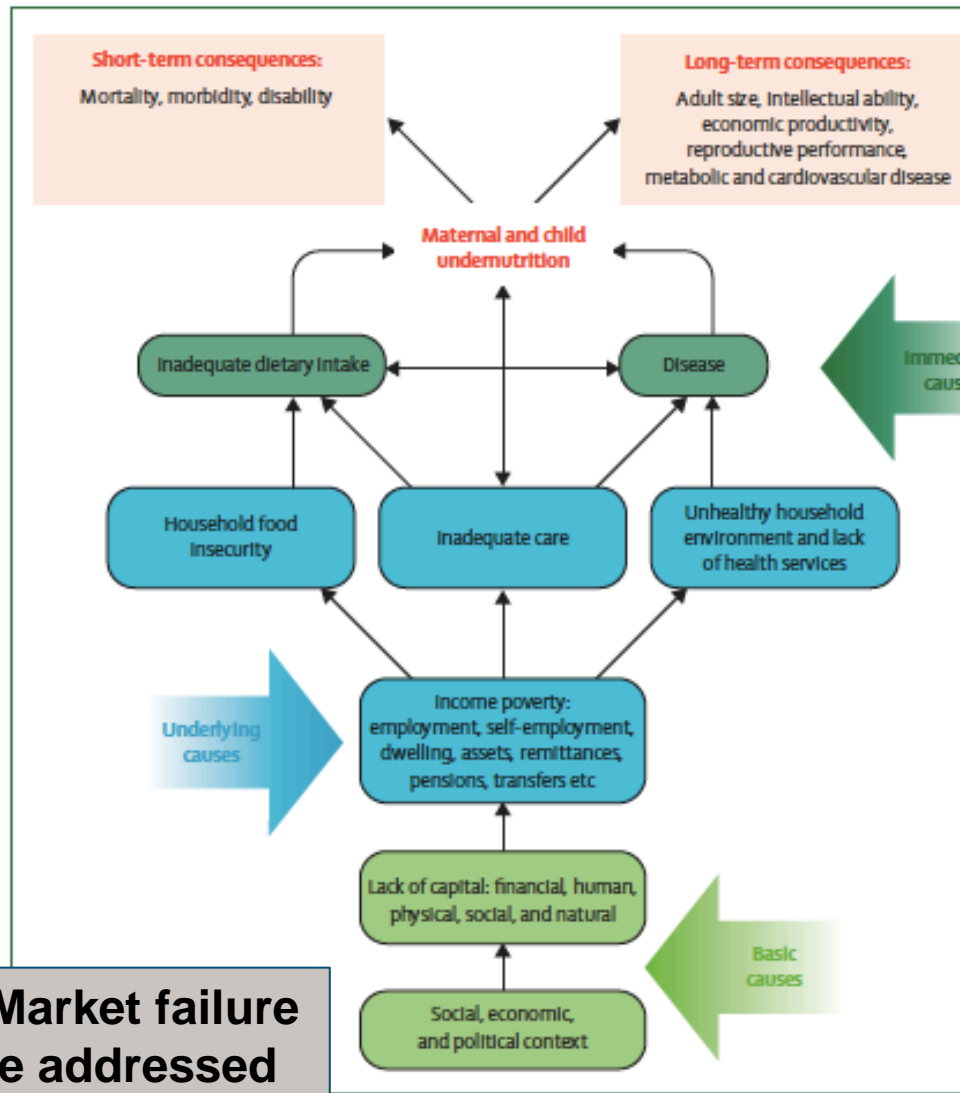 Short-term consequences:
Mortality, morbidity, disability
Long-term consequences:
Adult size, intellectual ability,
economic productivity,
reproductive performance,
metabolic and cardiovascular disease
Maternal and child
undernutrition
Inadequate dietary intake
Disease
Household food
insecurity
Inadequate care
Unhealthy household
environment and lack
of health services
Underlying
causes
Income poverty:
employment, self-employment,
dwelling, assets, remittances,
pensions, transfers etc
Lack of capital: financial, human,
physical, social, and natural
Basic
causes
Social, economic,
and political context
Market failure
addressed